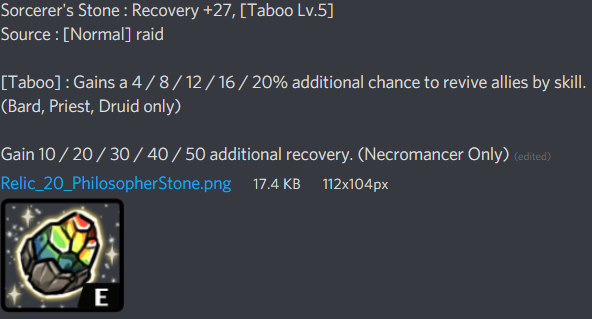 Sorcerer's Stone : Recovery +27, [Taboo Lv.5]
Source : [Normal] raid
[Taboo] : Gains a 4 / 8 / 12 / 16 / 20% additional chance to revive allies by skill.
(Bard, Priest, Druid only)
Gain 10 / 20 / 30 / 40 / 50 additional recovery. (Necromancer Only) (edited)
Relic_20_PhilosopherStone.png 17.4 KB 112x104px
E